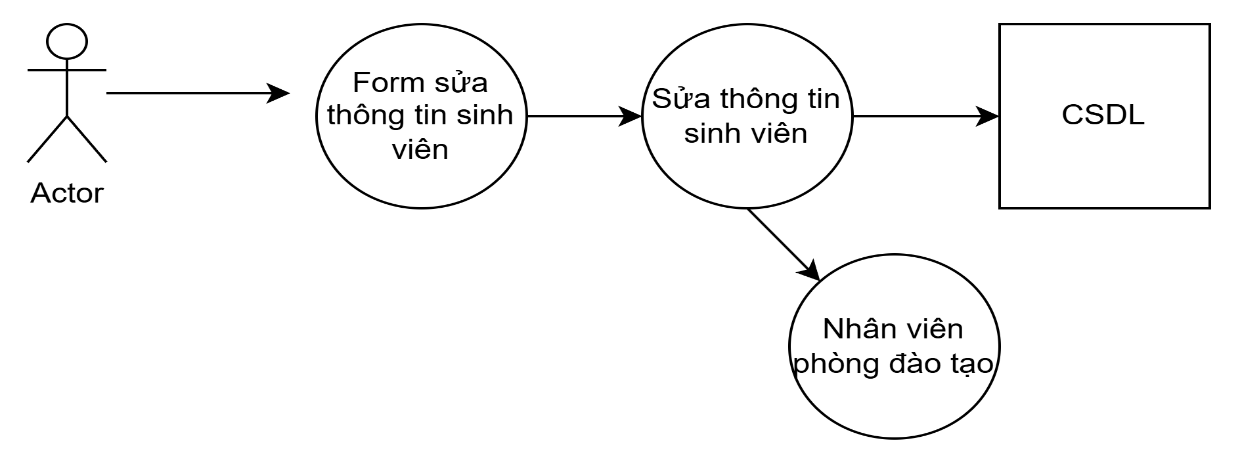 Form sửa
thông tin sinh
viên
Sửa thông tin
sinh viên
CSDL
Actor
Nhân viên
phòng đào tạo